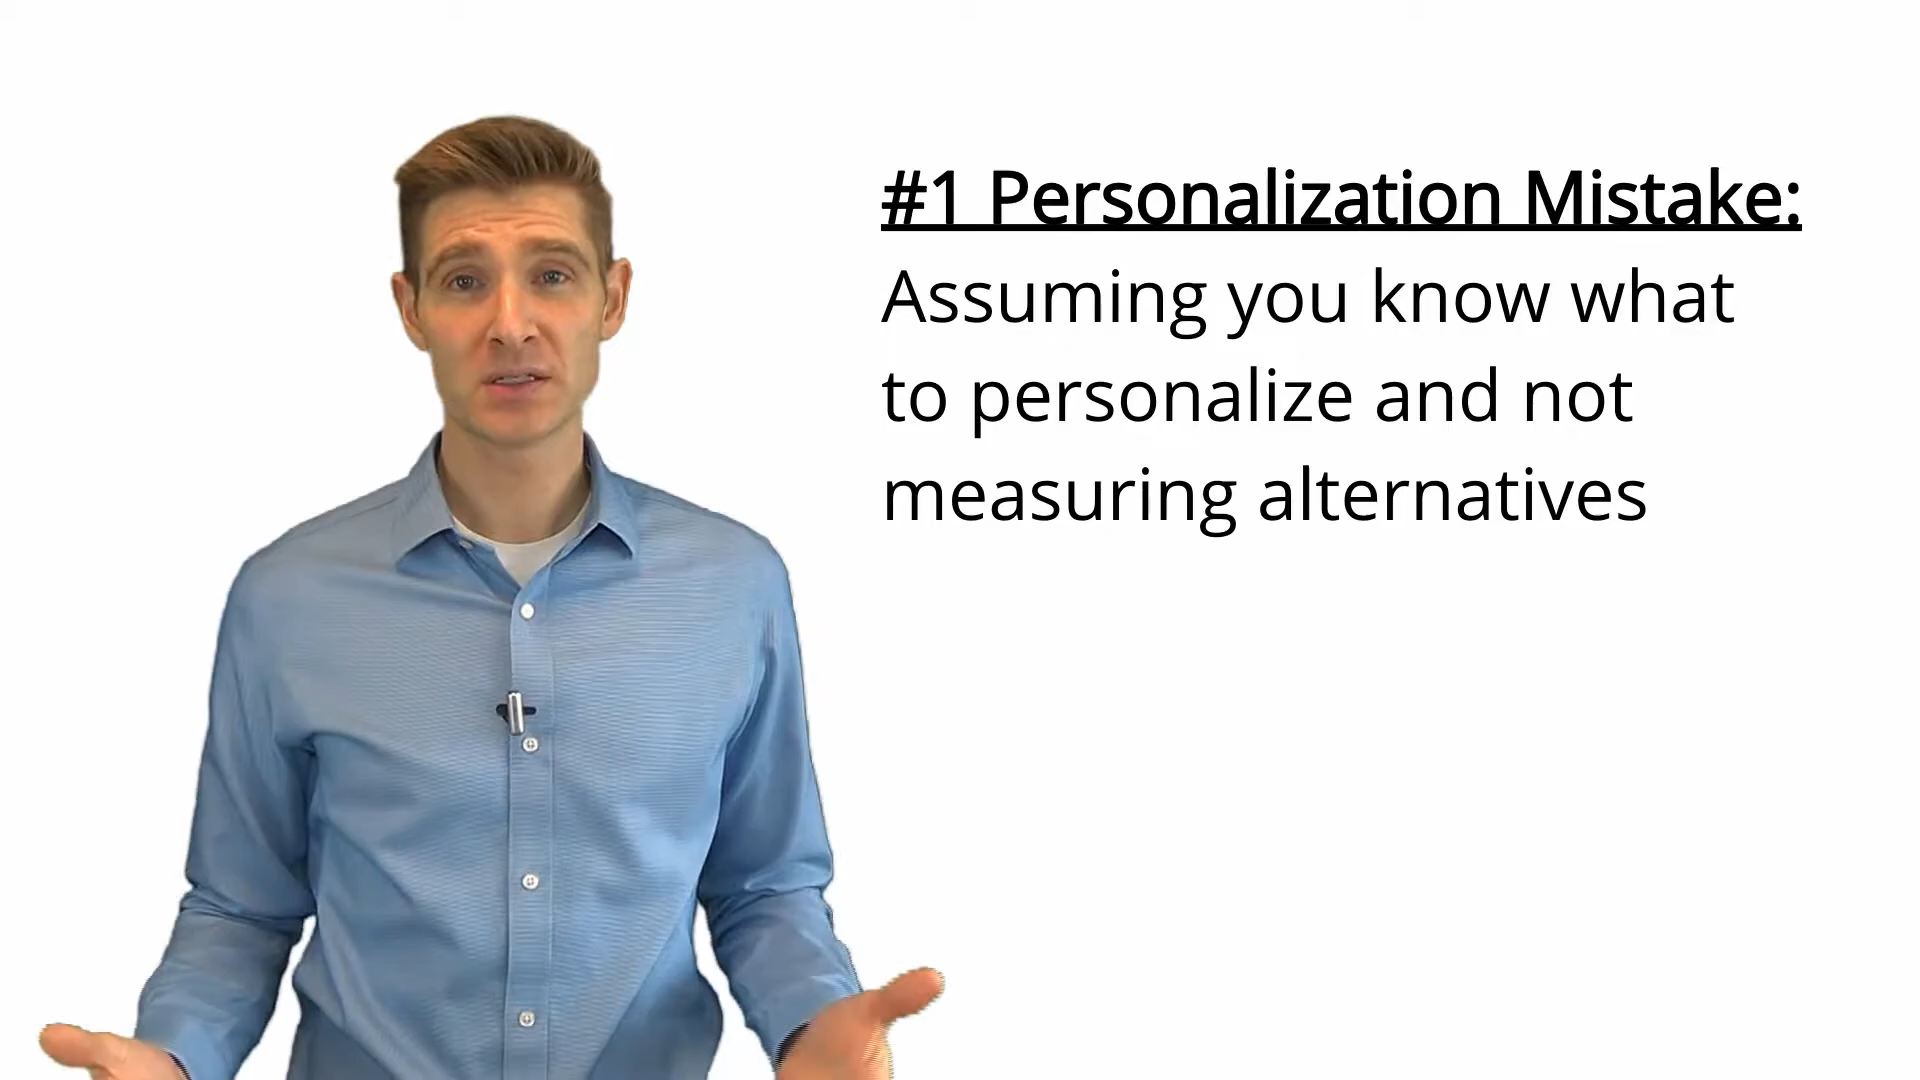 #1 Personalization Mistake:
Assuming you know what
to personalize and not
measuring alternatives